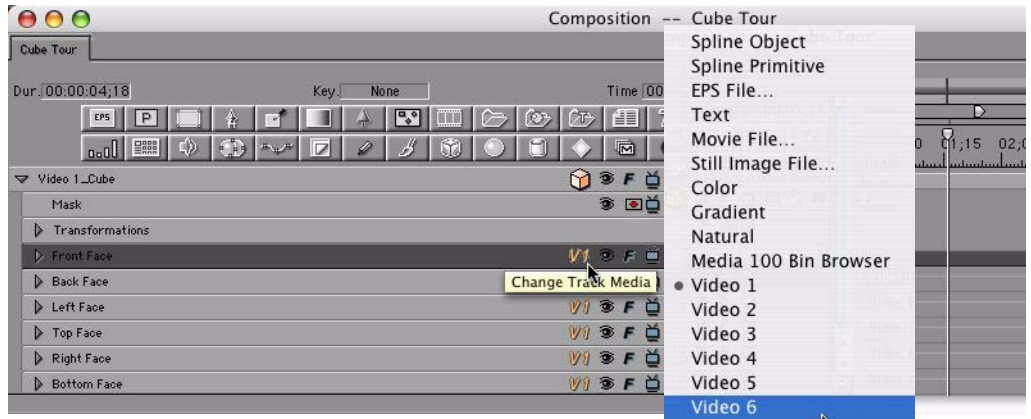 Composition -- Cube Tour
Cube Tour
Dur. 00:00:04;18
Key. None
Time 00
EPS
P
T
M
01;15 02;0
Video 1_Cube
F
Mask
Transformations
Front Face
V1 F
Change Track Media
Back Face
Left Face
V1 F
Top Face
V1 F
Right Face
V1 F
Bottom Face
V1 F
Spline Object
Spline Primitive
EPS File...
Text
Movie File...
Still Image File...
Color
Gradient
Natural
Media 100 Bin Browser
Video 1
Video 2
Video 3
Video 4
Video 5
Video 6